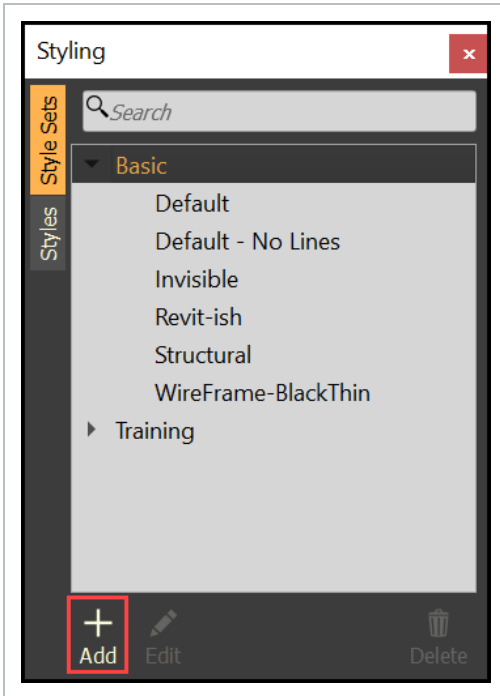 Styling
Style Sets
Styles
Search
Basic
Default
Default - No Lines
Invisible
Revit-ish
Structural
WireFrame-BlackThin
Training
Add Edit Delete